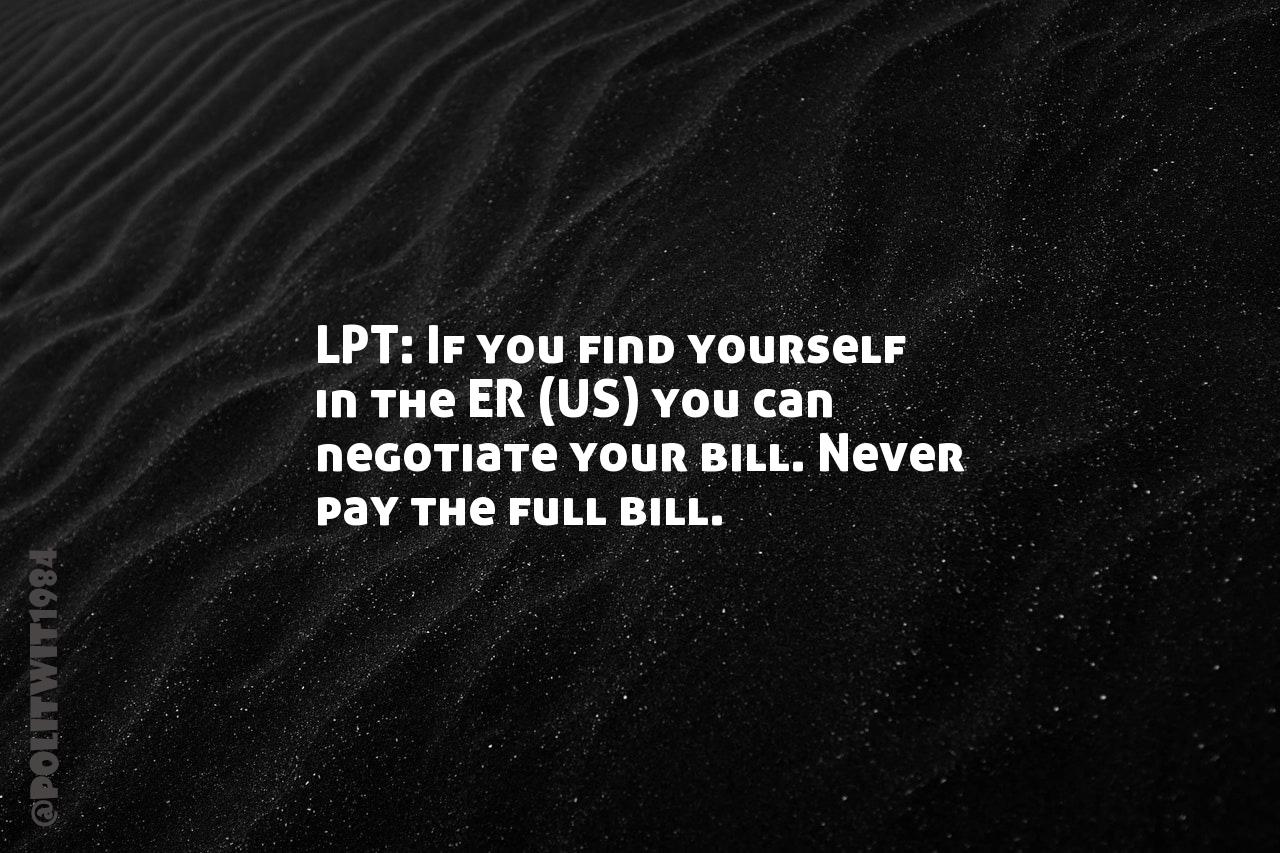 LPT: If you find yourself
in the ER (US) you can
negotiate your bill. Never
pay the full bill.
@POLITWIT1984